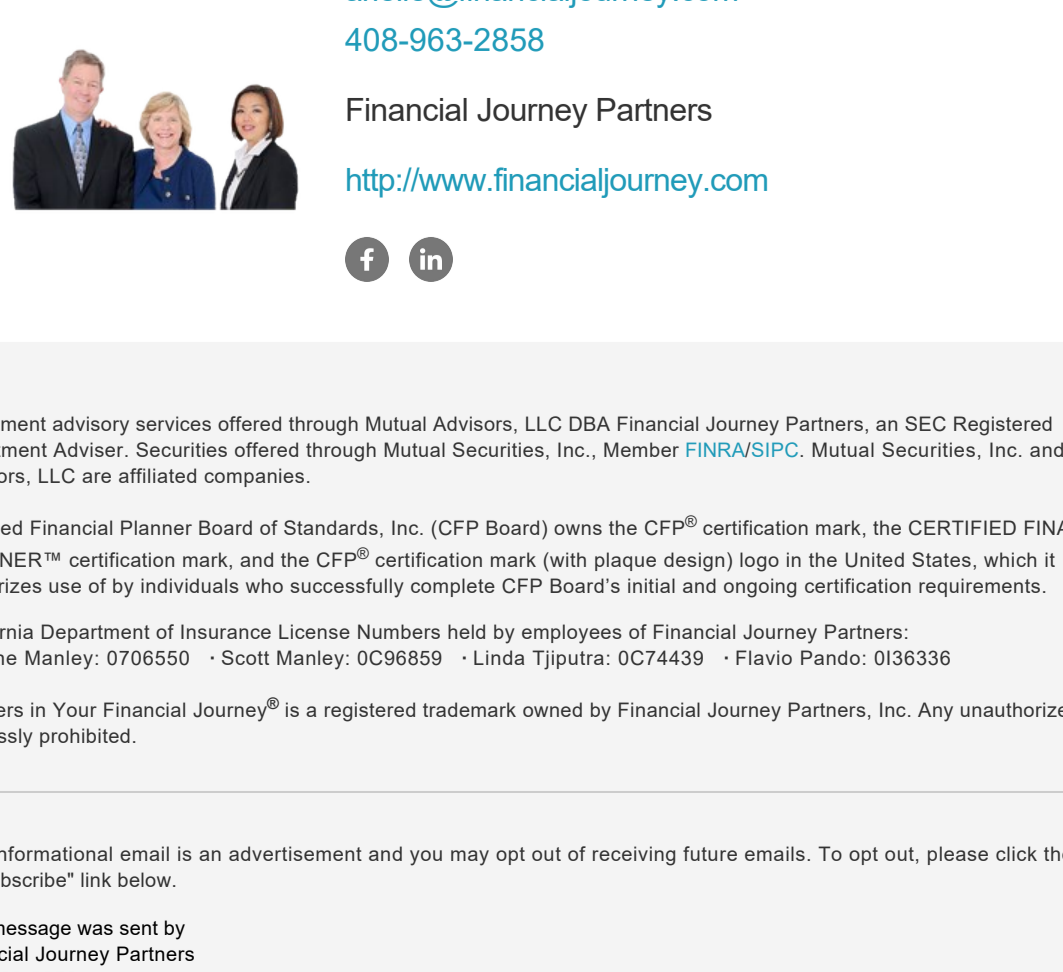 408-963-2858
Financial Journey Partners
http://www.financialjourney.com
f in
ment advisory services offered through Mutual Advisors, LLC DBA Financial Journey Partners, an SEC Registered
tment Adviser. Securities offered through Mutual Securities, Inc., Member FINRA/SIPC. Mutual Securities, Inc. and
ors, LLC are affiliated companies.
ed Financial Planner Board of Standards, Inc. (CFP Board) owns the CFP® certification mark, the CERTIFIED FINA
NER™ certification mark, and the CFP® certification mark (with plaque design) logo in the United States, which it
rizes use of by individuals who successfully complete CFP Board’s initial and ongoing certification requirements.
rnia Department of Insurance License Numbers held by employees of Financial Journey Partners:
ne Manley: 0706550 · Scott Manley: 0C96859 · Linda Tjiputra: 0C74439 · Flavio Pando: 0I36336
ers in Your Financial Journey® is a registered trademark owned by Financial Journey Partners, Inc. Any unauthorize
ssly prohibited.
nformational email is an advertisement and you may opt out of receiving future emails. To opt out, please click the
bscribe" link below.
message was sent by
cial Journey Partners